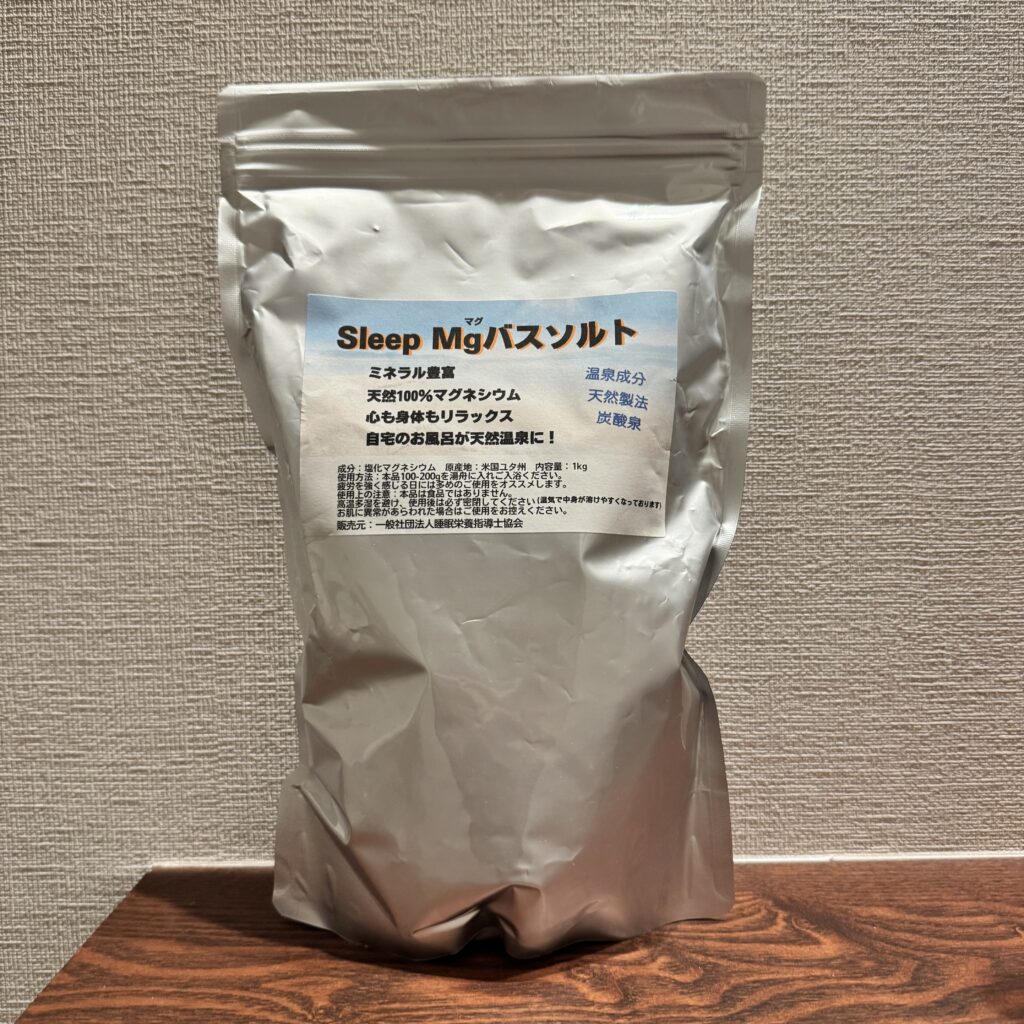 マグ
Sleep Mgバスソルト
ミネラル豊富
天然100%マグネシウム
心も身体もリラックス
自宅のお風呂が天然温泉に！
温泉成分
天然製法
炭酸泉
成分：塩化マグネシウム　原産地：米国ユタ州　内容量：1kg
使用方法：本品100-200gを湯舟に入れご入浴ください。
疲労を強く感じる日には多めのご使用をオススメします。
使用上の注意：本品は食品ではありません。
高温多湿を避け、使用後は必ず密閉してください(湿気で中身が溶けやすくなっております)
お肌に異常があらわれた場合はご使用をお控えください。
販売元：一般社団法人睡眠栄養指導士協会